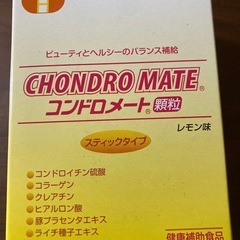 ビューティとヘルシーのバランス補給
CHONDRO MATE®
コンドロメート®顆粒
レモン味
スティックタイプ
●コンドロイチン硫酸
●コラーゲン
●クレアチン
●ヒアルロン酸
●豚プラセンタエキス
●ライチ種子エキス
健康補助食品